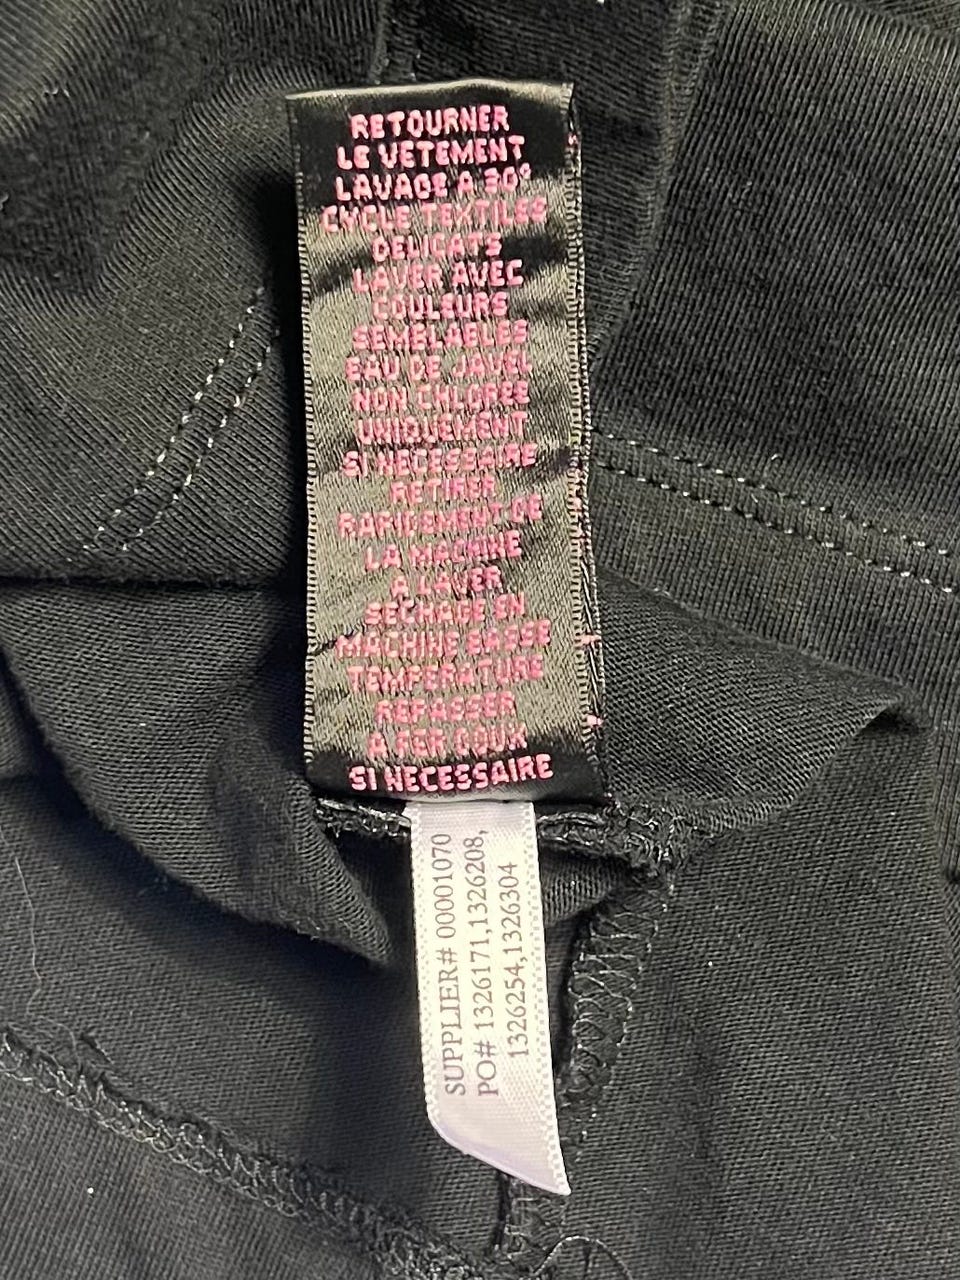 RETOURNER
LE VETEMENT
LAVAGE A 30°
CYCLE TEXTILES
DELICATS
LAVER AVEC
COULEURS
SEMBLABLES
EAU DE JAVEL
NON CHLOREE
UNIQUEMENT
SI NECESSAIRE
RETIRER
RAPIDEMENT DE
LA MACHINE
A LAVER
SECHAGE EN
MACHINE BASSE
TEMPERATURE
REPASSER
A FER DOUX
SI NECESSAIRE
SUPPLIER# 00001070
PO# 1326171,1326208,
1326254,1326304